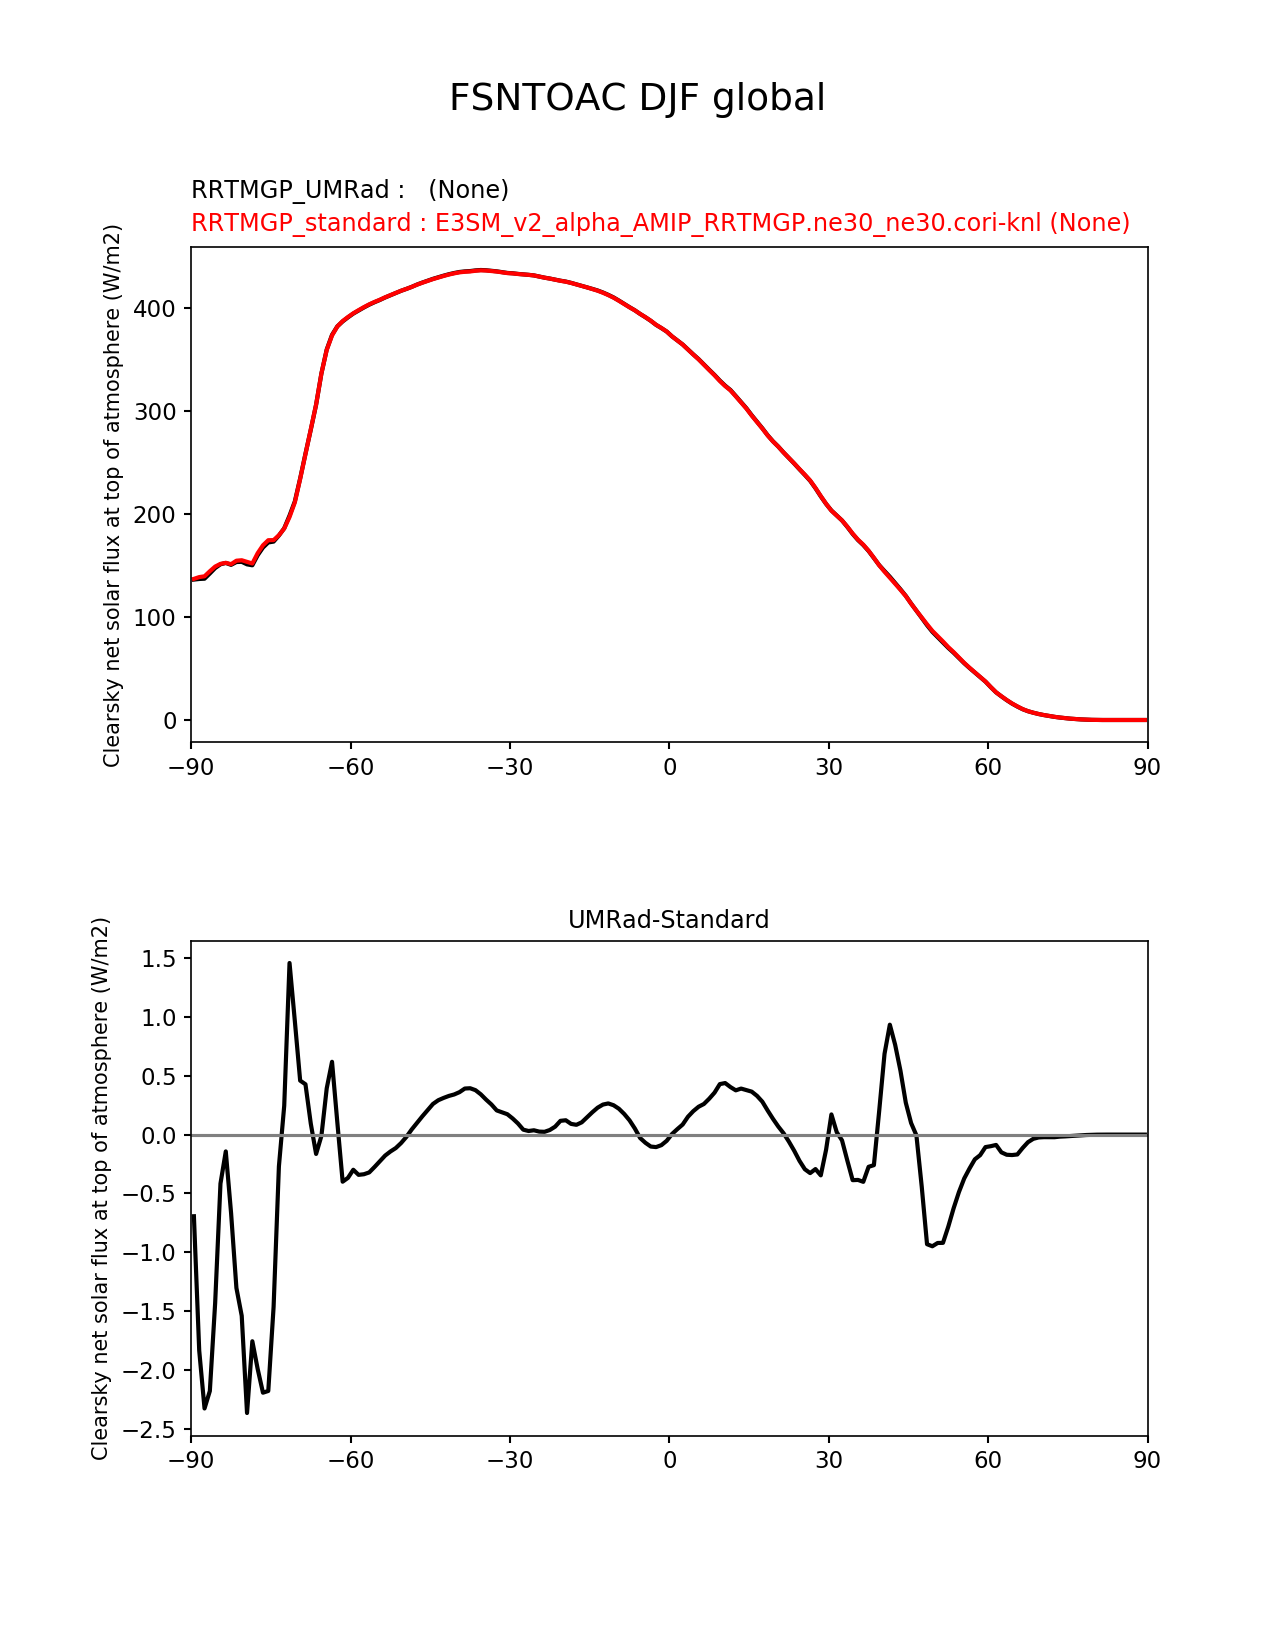 FSNTOAC DJF global
RRTMGP_UMRad :   (None)
RRTMGP_standard : E3SM_v2_alpha_AMIP_RRTMGP.ne30_ne30.cori-knl (None)
Clearsky net solar flux at top of atmosphere (W/m2)
400
300
200
100
0
−90 −60 −30 0 30 60 90
UMRad-Standard
Clearsky net solar flux at top of atmosphere (W/m2)
1.5
1.0
0.5
0.0
−0.5
−1.0
−1.5
−2.0
−2.5
−90 −60 −30 0 30 60 90